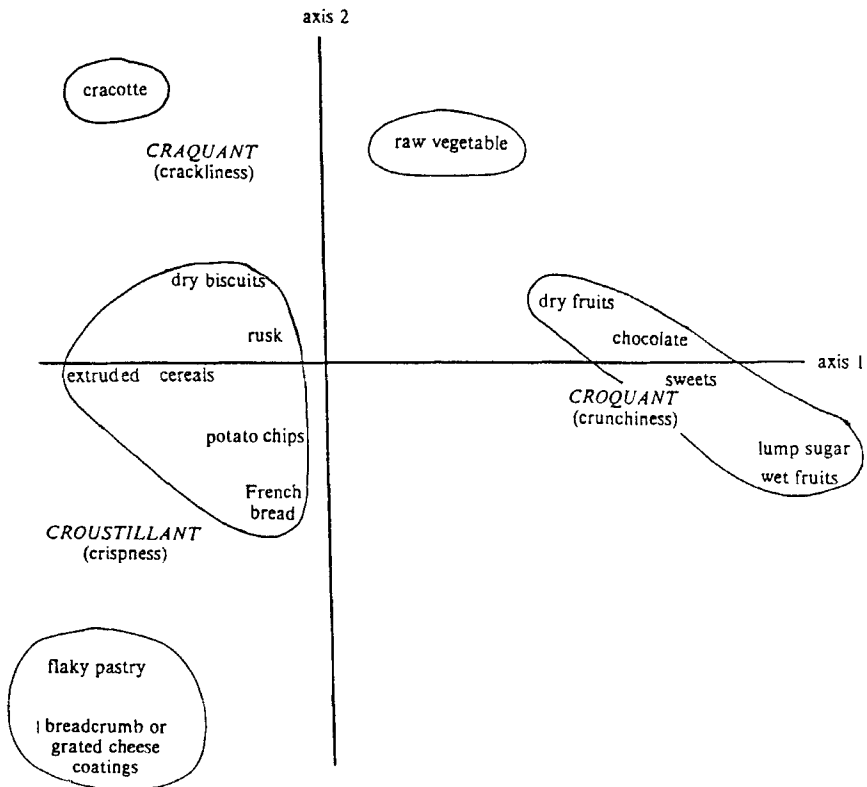 axis 2
cracotte
raw vegetable
CRAQUANT
(crackliness)
dry biscuits
dry fruits
rusk
chocolate
axis 1
extruded cereals
sweets
CROQUANT
(crunchiness)
potato chips
lump sugar
wet fruits
French
bread
CROUSTILLANT
(crispness)
flaky pastry
breadcrumb or
grated cheese
coatings